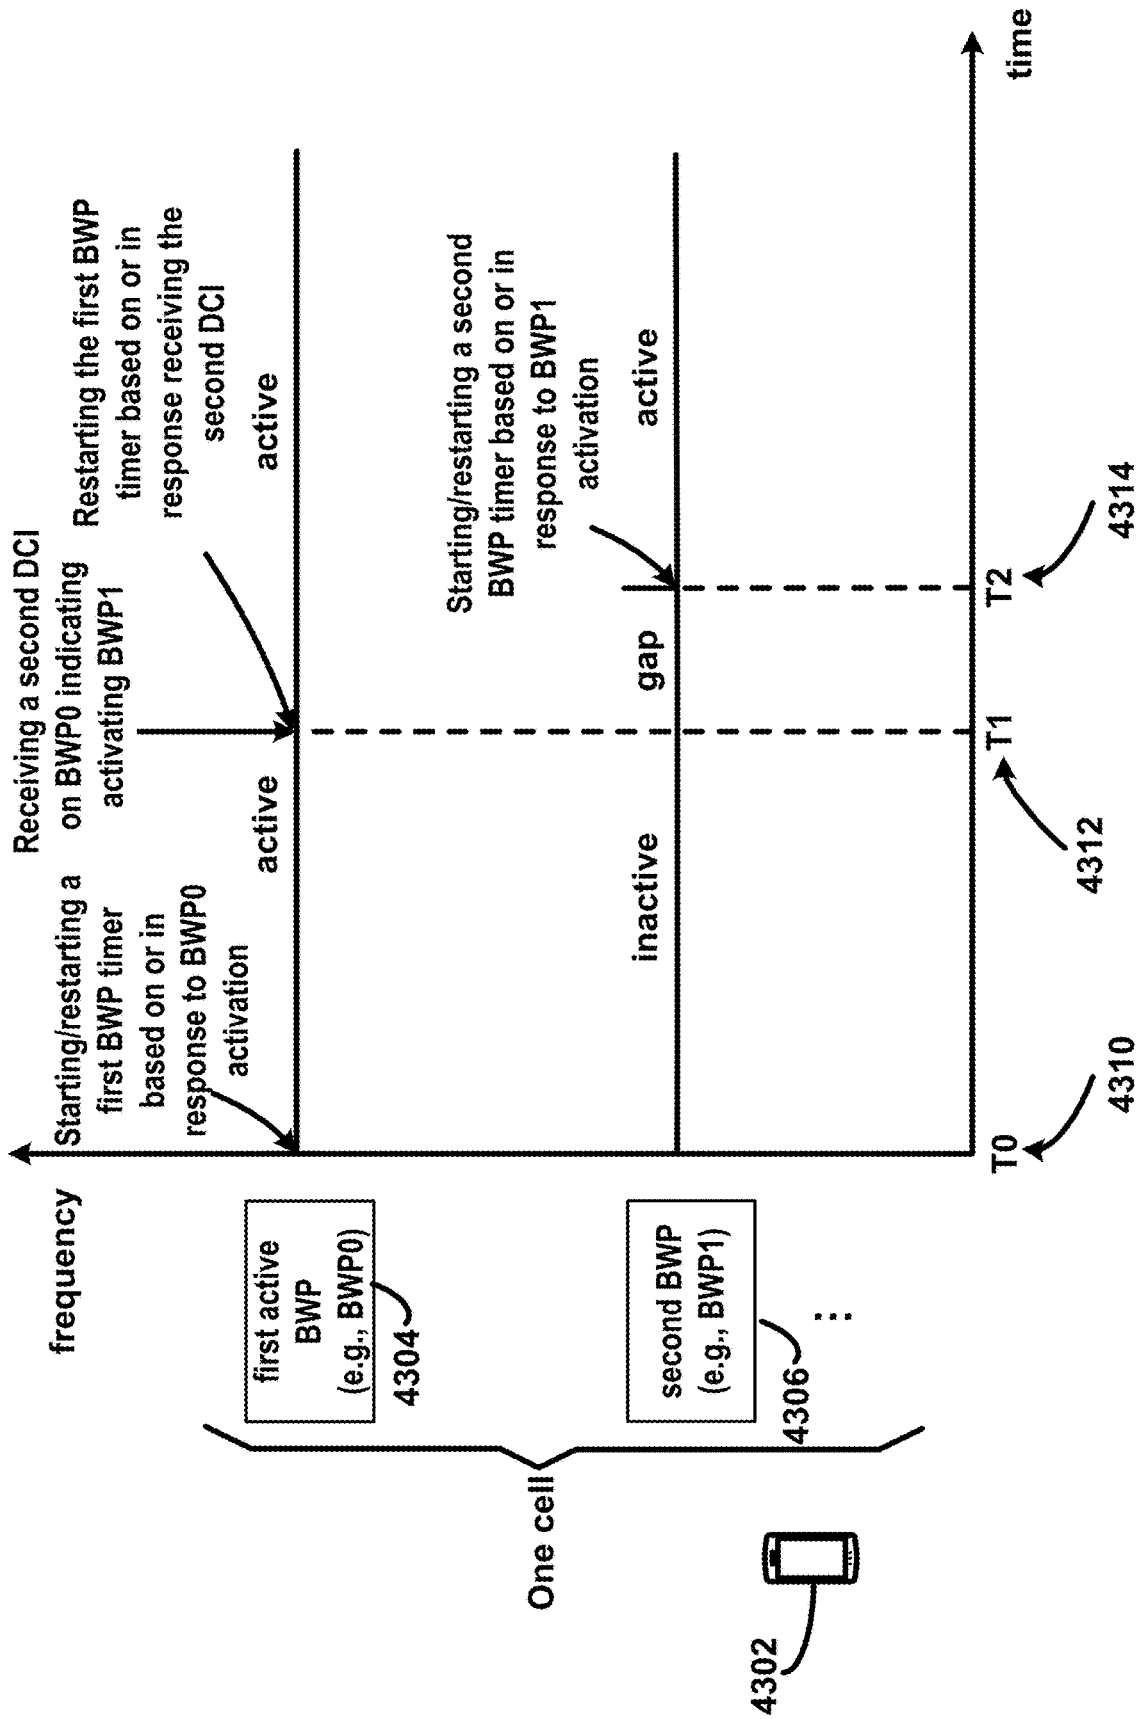 Receiving a second DCI
on BWP0 indicating
activating BWP1
Starting/restarting a
first BWP timer
based on or in
response to BWP0
activation
Restarting the first BWP
timer based on or in
response receiving the
second DCI
frequency
first active
BWP
(e.g., BWP0)
4304
active
active
One cell
Starting/restarting a second
BWP timer based on or in
response to BWP1
activation
second BWP
(e.g., BWP1)
4306
inactive
gap
active
...
4302
T0
T1
T2
time
4310
4312
4314